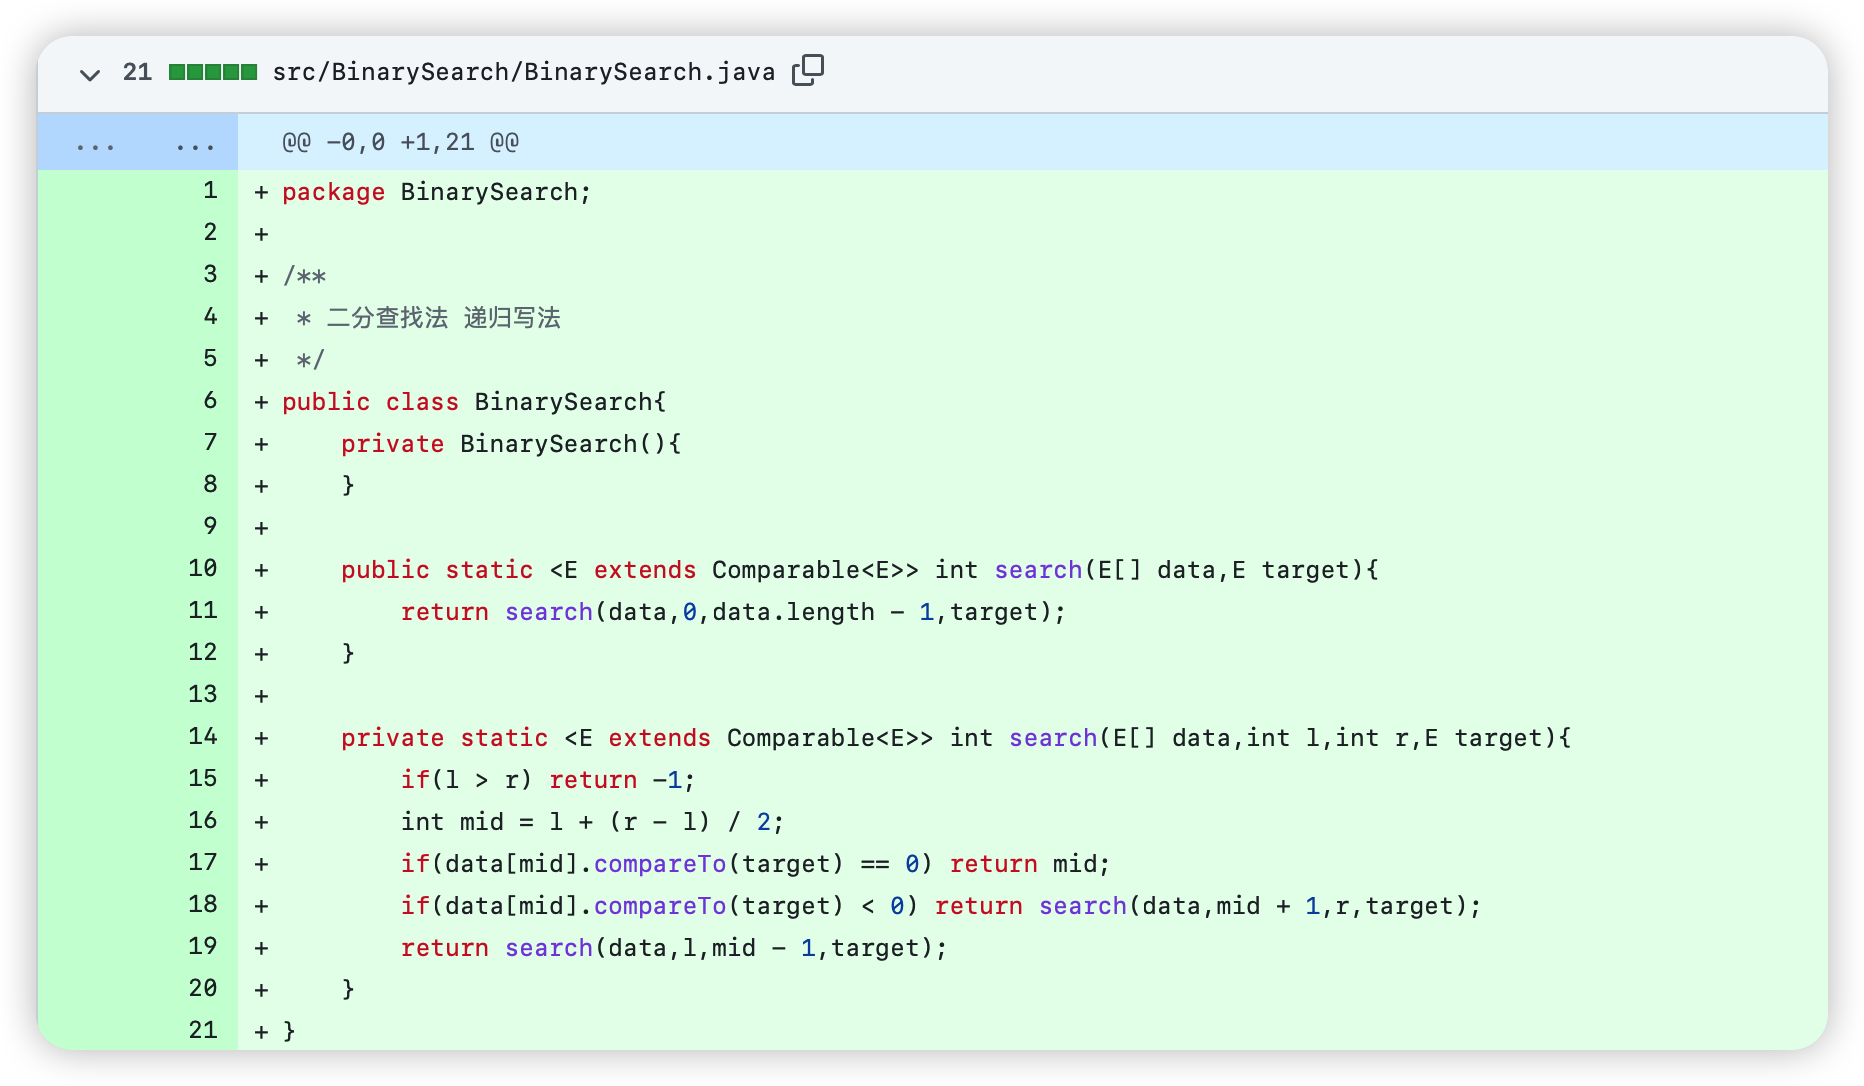 21 src/BinarySearch/BinarySearch.java
... ... @@ -0,0 +1,21 @@
1 + package BinarySearch;
2 +
3 + /**
4 +  * 二分查找法 递归写法
5 +  */
6 + public class BinarySearch{
7 +     private BinarySearch(){
8 +     }
9 +
10 +     public static <E extends Comparable<E>> int search(E[] data,E target){
11 +         return search(data,0,data.length - 1,target);
12 +     }
13 +
14 +     private static <E extends Comparable<E>> int search(E[] data,int l,int r,E target){
15 +         if(l > r) return -1;
16 +         int mid = l + (r - l) / 2;
17 +         if(data[mid].compareTo(target) == 0) return mid;
18 +         if(data[mid].compareTo(target) < 0) return search(data,mid + 1,r,target);
19 +         return search(data,l,mid - 1,target);
20 +     }
21 + }